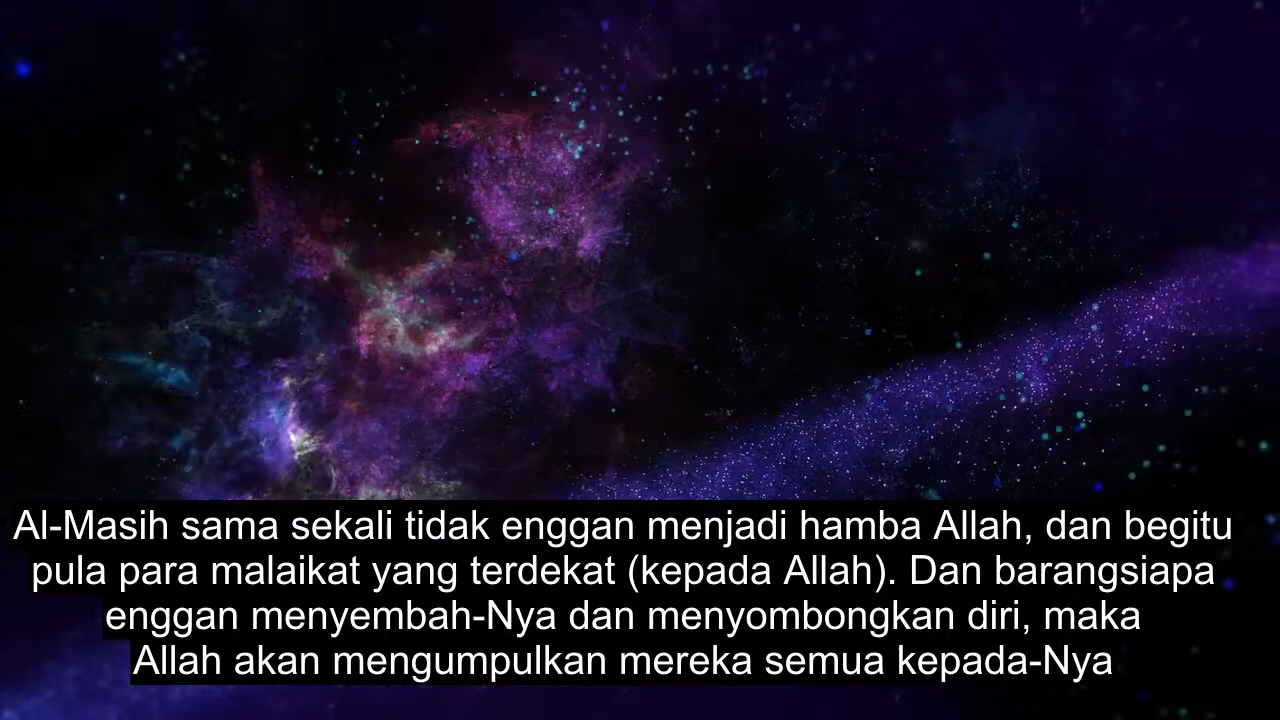 Al-Masih sama sekali tidak enggan menjadi hamba Allah, dan begitu
pula para malaikat yang terdekat (kepada Allah). Dan barangsiapa
enggan menyembah-Nya dan menyombongkan diri, maka
Allah akan mengumpulkan mereka semua kepada-Nya